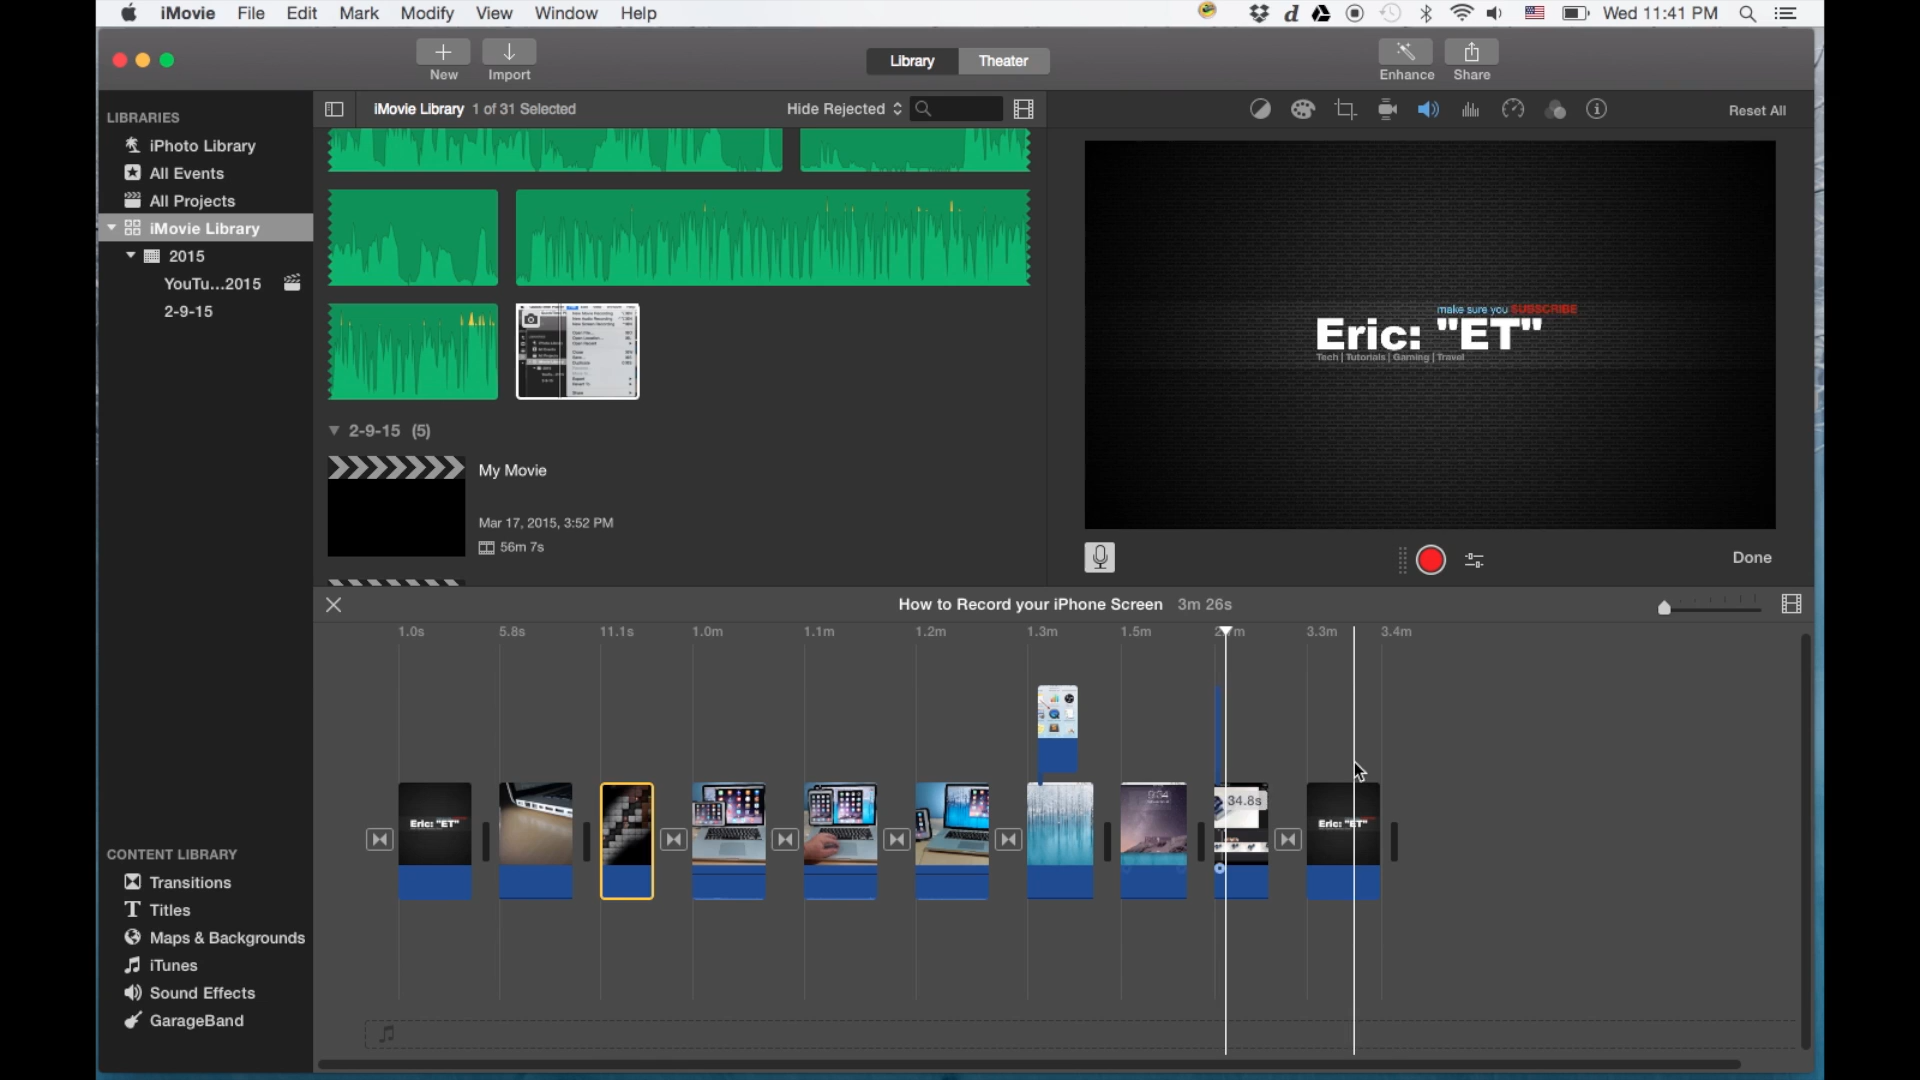 iMovie File Edit Mark Modify View Window Help
d
Wed 11:41 PM
New
Import
Library
Theater
Enhance
Share
LIBRARIES
iPhoto Library
All Events
All Projects
iMovie Library
2015
YouTu...2015
2-9-15
iMovie Library 1 of 31 Selected
Hide Rejected
Reset All
make sure you SUBSCRIBE
Eric: "ET"
Tech | Tutorials | Gaming | Travel
2-9-15 (5)
My Movie
Mar 17, 2015, 3:52 PM
56m 7s
Done
How to Record your iPhone Screen 3m 26s
1.0s 5.8s 11.1s 1.0m 1.1m 1.2m 1.3m 1.5m 3.3m 3.4m
34.8s
Eric: "ET"
9:34
Eric: "ET"
CONTENT LIBRARY
Transitions
Titles
Maps & Backgrounds
iTunes
Sound Effects
GarageBand